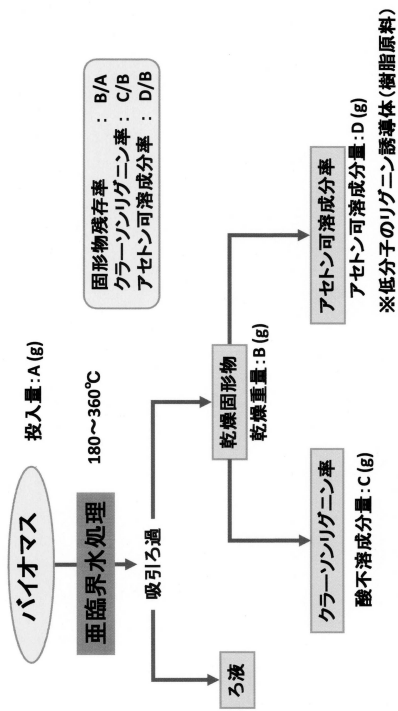 バイオマス
投入量:A(g)
亜臨界水処理
180～360℃
吸引ろ過
ろ液
乾燥固形物
乾燥重量:B(g)
クラーソンリグニン率
酸不溶成分量:C(g)
アセトン可溶成分率
アセトン可溶成分量:D(g)
※低分子のリグニン誘導体(樹脂原料)
固形物残存率 : B/A
クラーソンリグニン率 : C/B
アセトン可溶成分率 : D/B